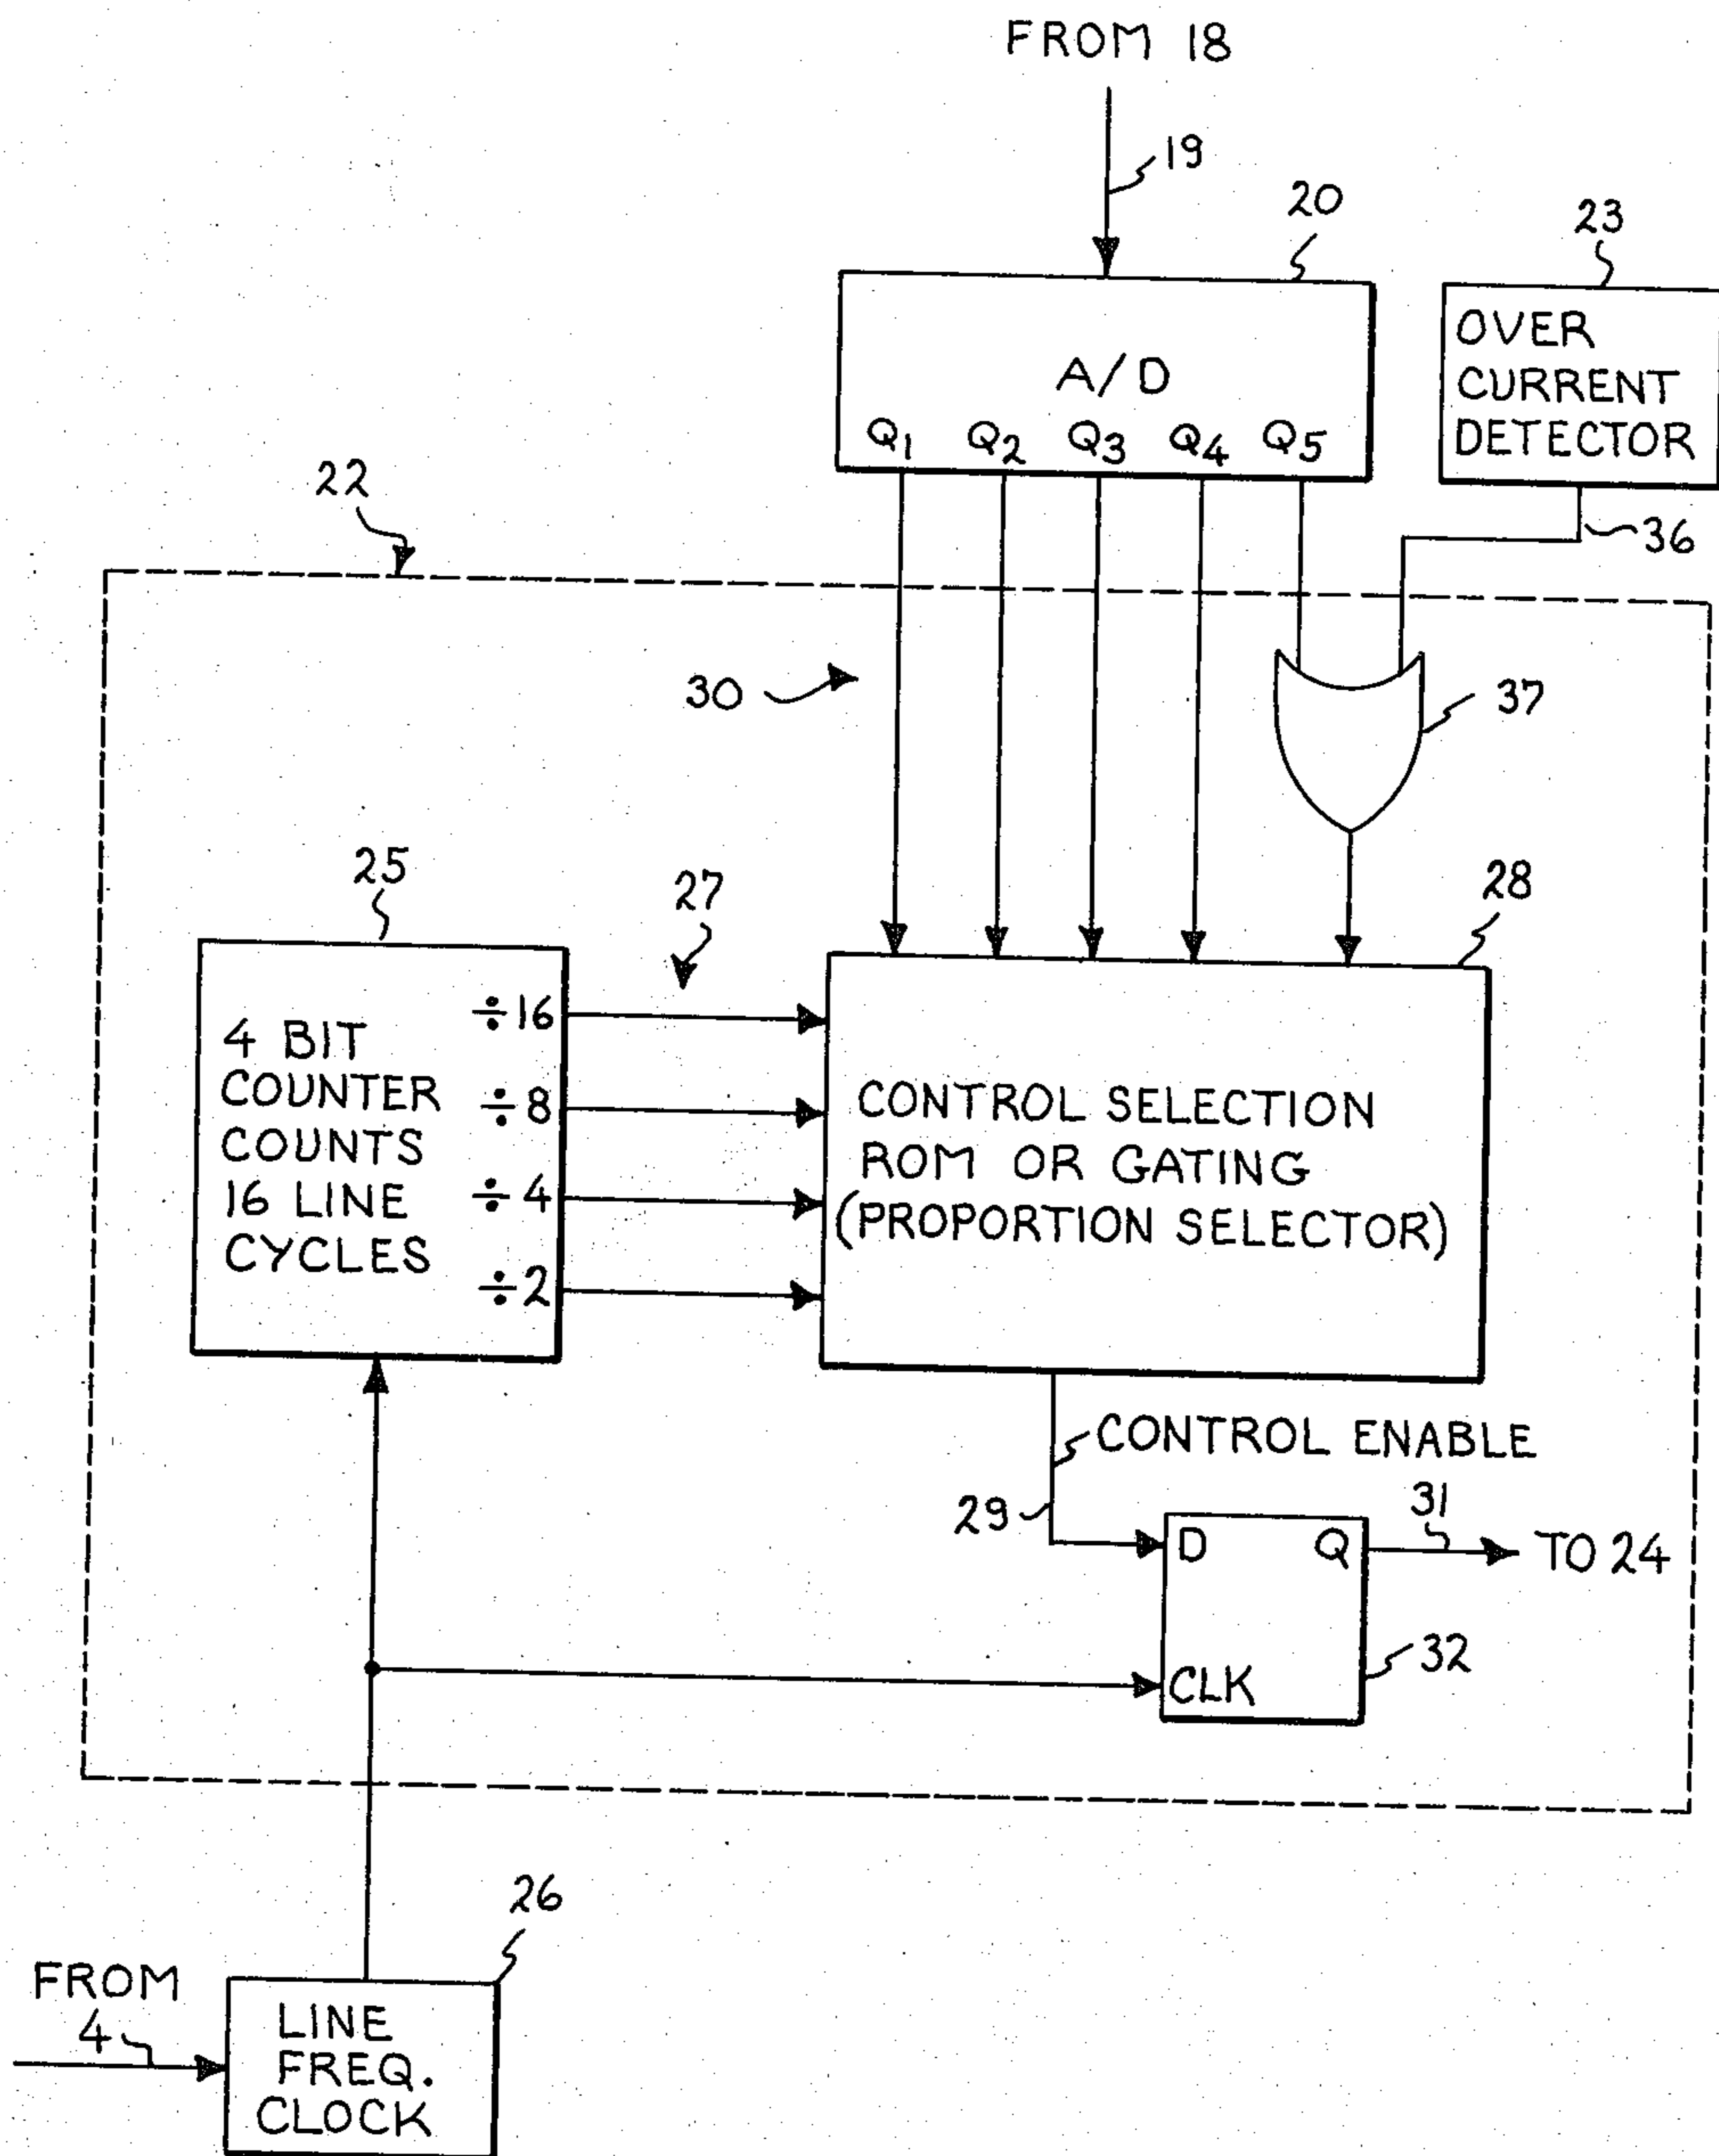 FROM 18
19
20
23
A/D
Q1 Q2 Q3 Q4 Q5
OVER
CURRENT
DETECTOR
36
22
30
37
25
27
28
4 BIT
COUNTER
COUNTS
16 LINE
CYCLES
÷16
÷8
÷4
÷2
CONTROL SELECTION
ROM OR GATING
(PROPORTION SELECTOR)
CONTROL ENABLE
29
31
D Q
TO 24
CLK
32
26
FROM
4
LINE
FREQ.
CLOCK